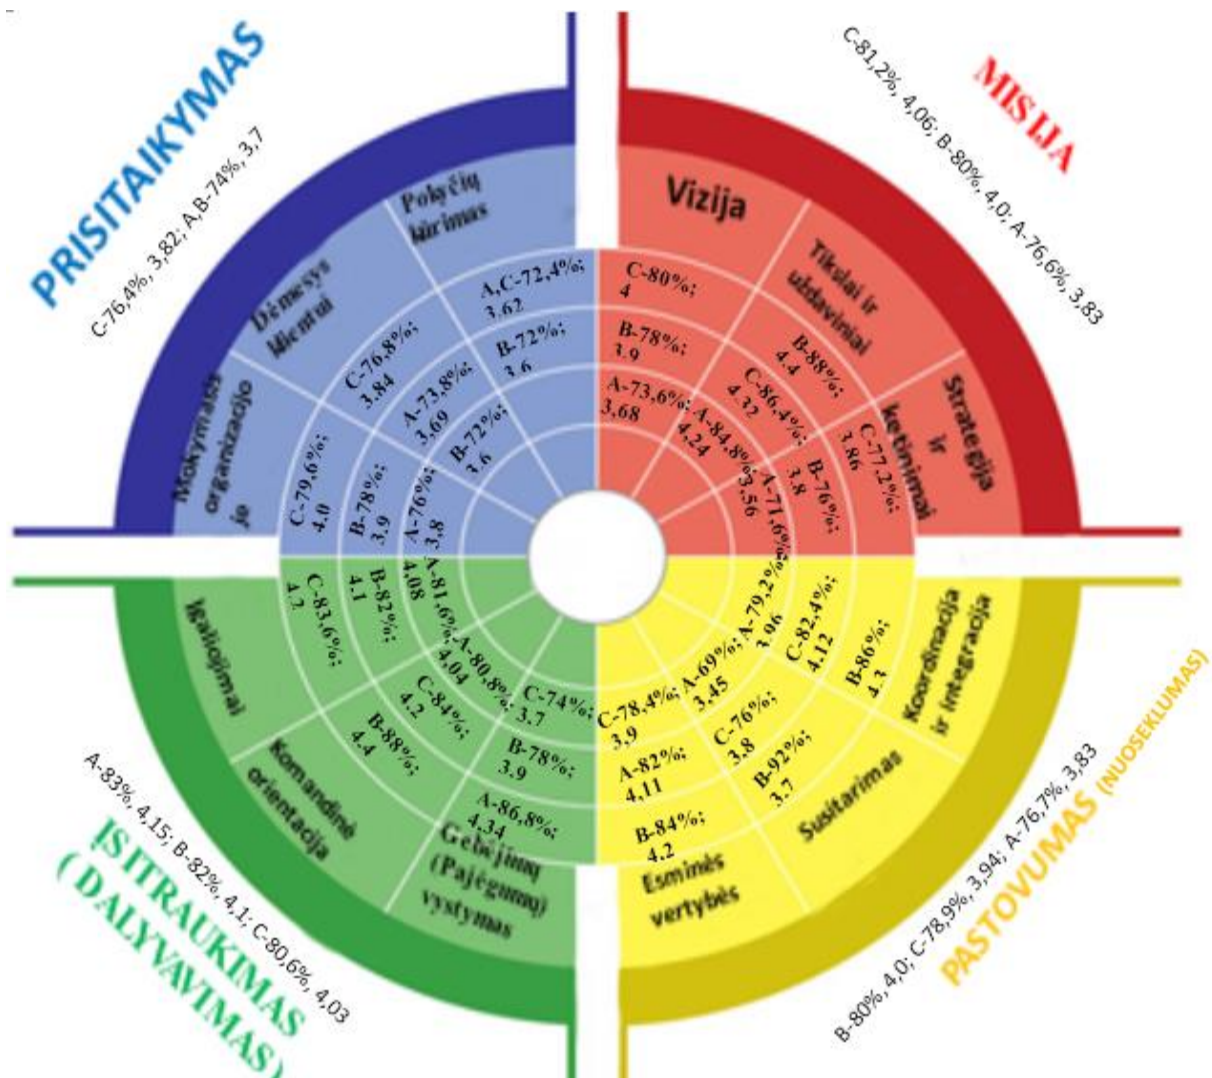 PRISITAIKYMAS
C-76,4%, 3,82; A,B-74%, 3,7
Pokyčių
kūrimas
Dėmesys
klientui
Mokymasis
organizacijo
je
A,C-72,4%;
3.62
B-72%;
3.6
C-76,8%;
3.84
A-73,8%;
3,69
B-72%;
3.6
C-79,6%;
4.0
B-78%;
3.9
A-76%;
3,8
MISIJA
C-81,2%, 4,06; B-80%, 4,0; A-76,6%, 3,83
Vizija
Tikslai ir
uždaviniai
Strategija
ir
ketinimai
C-80%;
4
B-78%;
3.9
A-73,6%;
3,68
B-88%;
4.4
C-86,4%;
4.32
A-84,8%;
4,24
C-77,2%;
3.86
B-76%;
3.8
A-71,6%;
3,56
Įgaliojimai
Komandinė
orientacija
Gebėjimų
(Pajėgumų)
vystymas
C-83,6%;
4.2
B-82%;
4.1
A-81,6%;
4,08
B-88%;
4.4
C-84%;
4.2
A-80,8%;
4,04
C-74%;
3.7
B-78%;
3.9
A-86,8%;
4,34
A-83%, 4,15; B-82%, 4,1; C-80,6%, 4,03
ĮSITRAUKIMAS
( DALYVAVIMAS)
Koordinacija
ir integracija
Susitarimas
Esminės
vertybės
A-79,2%;
3.06
C-82,4%;
4.12
B-86%;
4.3
A-69%;
3,45
C-76%;
3.8
B-92%;
3.7
C-78,4%;
3,9
A-82%;
4,11
B-84%;
4.2
B-80%, 4,0; C-78,9%, 3,94; A-76,7%, 3,83
PASTOVUMAS (NUOSEKLUMAS)